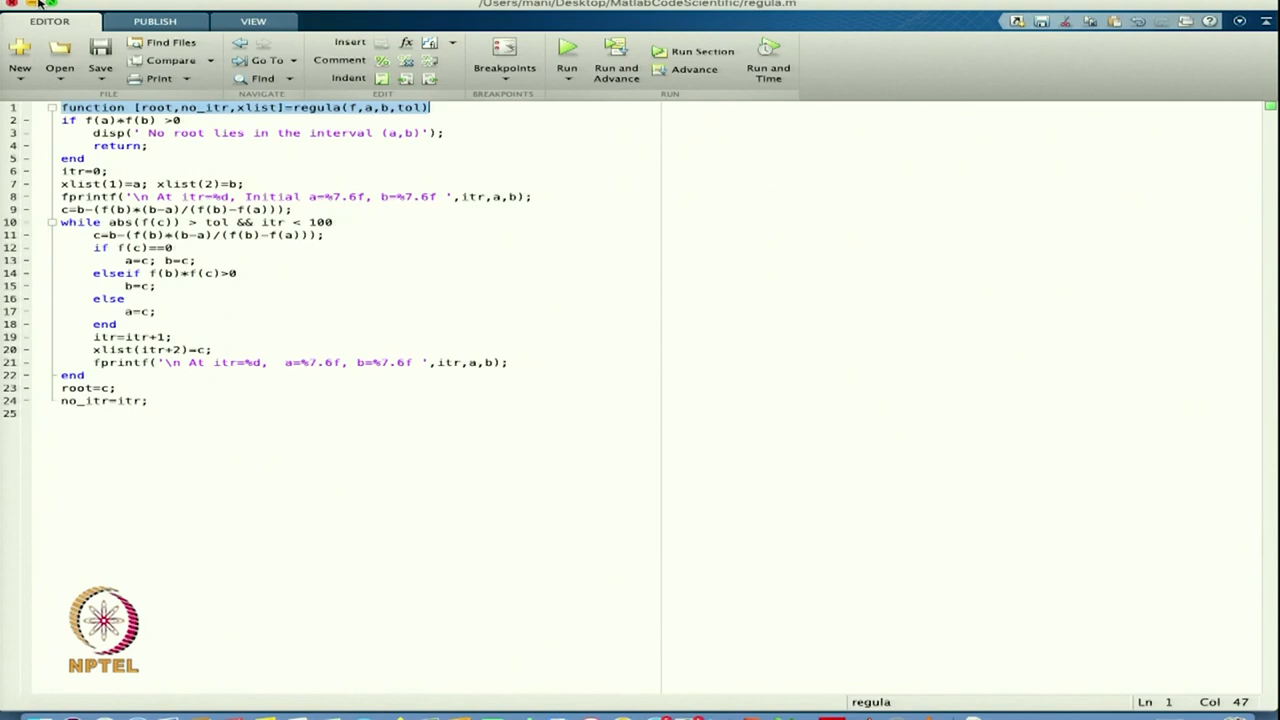 /Users/mani/Desktop/MatlabCodeScientific/regula.m
EDITOR PUBLISH VIEW
New Open Save Find Files Compare Print Go To Find Insert fx Comment Indent Breakpoints Run Run and Advance Run Section Advance Run and Time
FILE NAVIGATE EDIT BREAKPOINTS RUN
1 function [root,no_itr,xlist]=regula(f,a,b,tol)
2 if f(a)*f(b) >0
3 disp(' No root lies in the interval (a,b)');
4 return;
5 end
6 itr=0;
7 xlist(1)=a; xlist(2)=b;
8 fprintf('\n At itr=%d, Initial a=%7.6f, b=%7.6f ',itr,a,b);
9 c=b-(f(b)*(b-a)/(f(b)-f(a)));
10 while abs(f(c)) > tol && itr < 100
11 c=b-(f(b)*(b-a)/(f(b)-f(a)));
12 if f(c)==0
13 a=c; b=c;
14 elseif f(b)*f(c)>0
15 b=c;
16 else
17 a=c;
18 end
19 itr=itr+1;
20 xlist(itr+2)=c;
21 fprintf('\n At itr=%d,  a=%7.6f, b=%7.6f ',itr,a,b);
22 end
23 root=c;
24 no_itr=itr;
25
NPTEL
regula Ln 1 Col 47